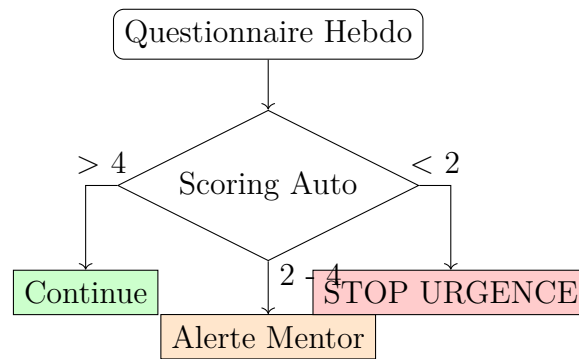 Questionnaire Hebdo
> 4
< 2
Scoring Auto
2 - 4
Continue
STOP URGENCE
Alerte Mentor